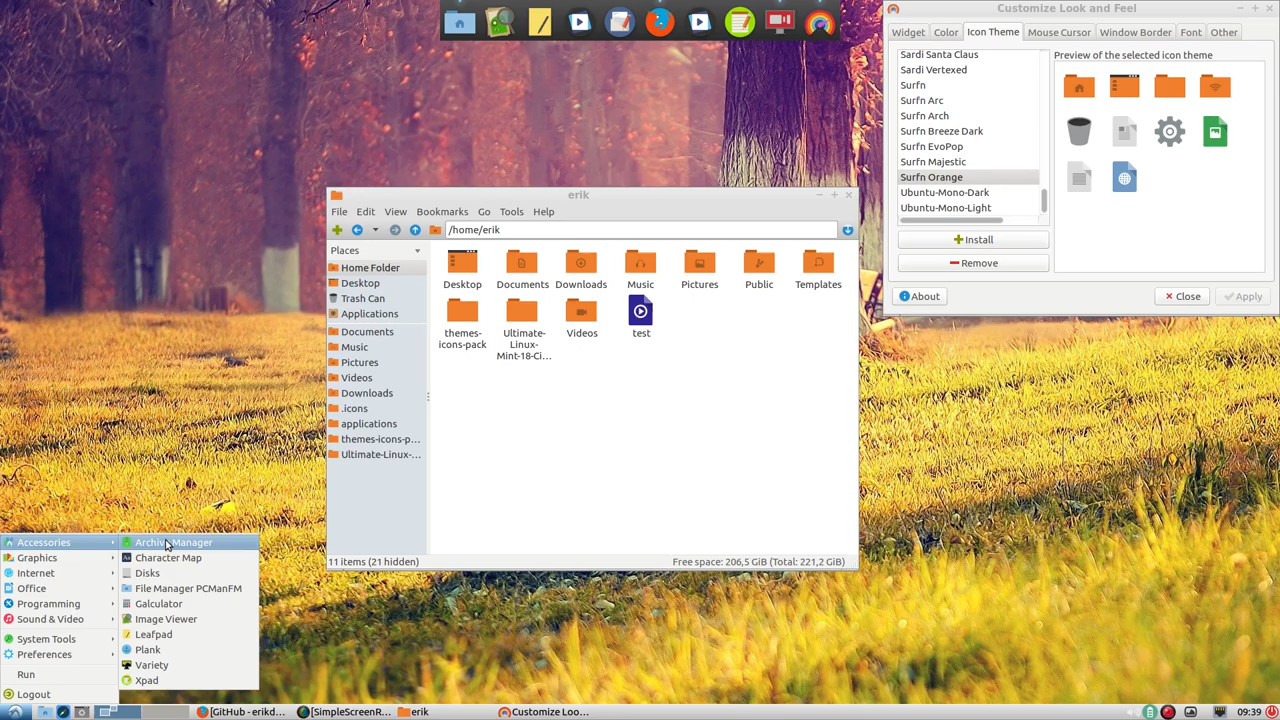 Customize Look and Feel
Widget Color Icon Theme Mouse Cursor Window Border Font Other
Sardi Santa Claus
Sardi Vertexed
Surfn
Surfn Arc
Surfn Arch
Surfn Breeze Dark
Surfn EvoPop
Surfn Majestic
Surfn Orange
Ubuntu-Mono-Dark
Ubuntu-Mono-Light
Preview of the selected icon theme
Install
Remove
About
Close
Apply
erik
File Edit View Bookmarks Go Tools Help
/home/erik
Places
Home Folder
Desktop
Trash Can
Applications
Documents
Music
Pictures
Videos
Downloads
.icons
applications
themes-icons-p...
Ultimate-Linux-...
Desktop Documents Downloads Music Pictures Public Templates
themes-
icons-pack
Ultimate-
Linux-
Mint-18-Ci...
Videos
test
11 items (21 hidden)
Free space: 206,5 GiB (Total: 221,2 GiB)
Accessories
Graphics
Internet
Office
Programming
Sound & Video
System Tools
Preferences
Run
Logout
Archive Manager
Character Map
Disks
File Manager PCManFM
Galculator
Image Viewer
Leafpad
Plank
Variety
Xpad
[GitHub - erikd...
[SimpleScreenR...
erik
Customize Loo...
09:39